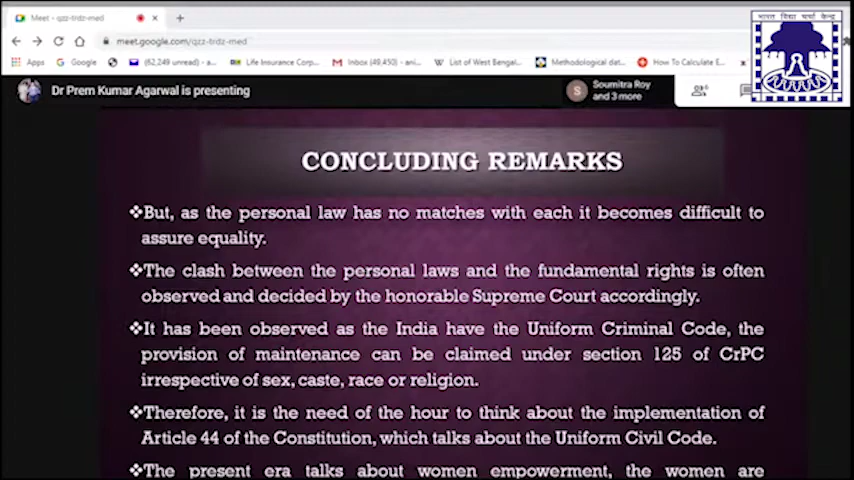 Meet - qzz-trdz-med
भारत विद्या चर्चा केन्द्र
meet.google.com/qzz-trdz-med
Apps Google (62,249 unread) - a... Life Insurance Corp... Inbox (49,450) - ani... List of West Bengal... Methodological dat... How To Calculate E...
Dr Prem Kumar Agarwal is presenting
S
Soumitra Roy
and 3 more
CONCLUDING REMARKS
❖But, as the personal law has no matches with each it becomes difficult to
assure equality.
❖The clash between the personal laws and the fundamental rights is often
observed and decided by the honorable Supreme Court accordingly.
❖It has been observed as the India have the Uniform Criminal Code, the
provision of maintenance can be claimed under section 125 of CrPC
irrespective of sex, caste, race or religion.
❖Therefore, it is the need of the hour to think about the implementation of
Article 44 of the Constitution, which talks about the Uniform Civil Code.
❖The present era talks about women empowerment, the women are